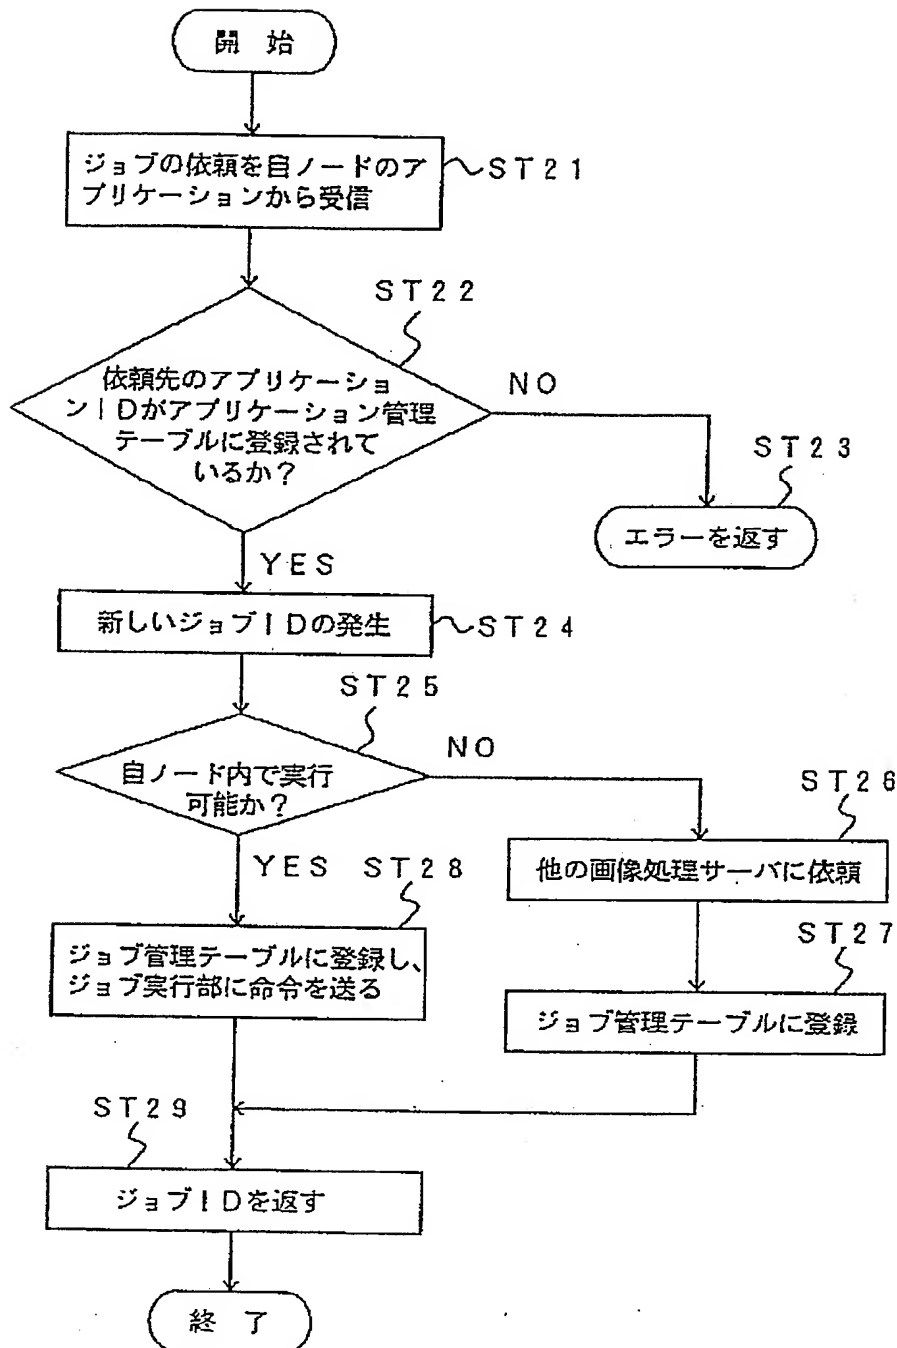 開 始
ジョブの依頼を自ノードのア
プリケーションから受信
ST21
ST22
依頼先のアプリケーショ
ンIDがアプリケーション管理
テーブルに登録されて
いるか?
NO
ST23
エラーを返す
YES
新しいジョブIDの発生
ST24
ST25
自ノード内で実行
可能か?
NO
ST26
他の画像処理サーバに依頼
ST27
ジョブ管理テーブルに登録
YES
ST28
ジョブ管理テーブルに登録し、
ジョブ実行部に命令を送る
ST29
ジョブIDを返す
終 了